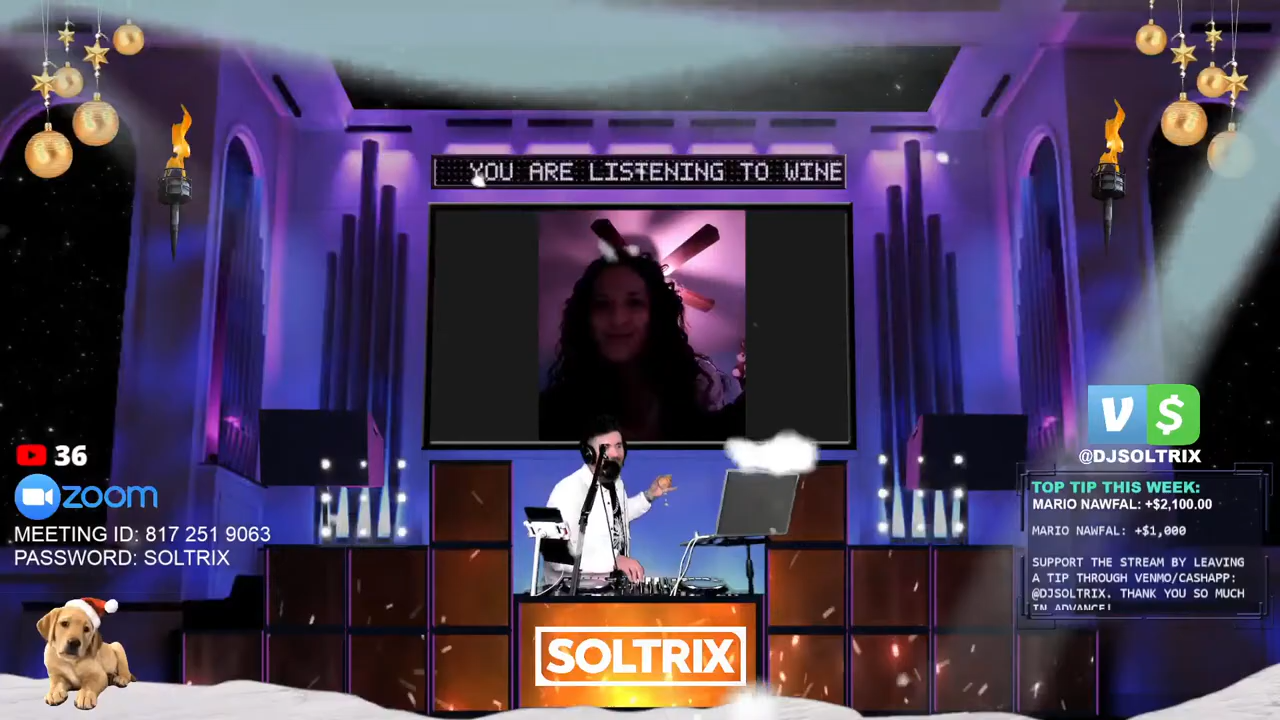 YOU ARE LISTENING TO WINE
36
zoom
MEETING ID: 817 251 9063
PASSWORD: SOLTRIX
V $
@DJSOLTRIX
TOP TIP THIS WEEK:
MARIO NAWFAL: +$2,100.00
MARIO NAWFAL: +$1,000
SUPPORT THE STREAM BY LEAVING
A TIP THROUGH VENMO/CASHAPP:
@DJSOLTRIX. THANK YOU SO MUCH
IN ADVANCE!
SOLTRIX